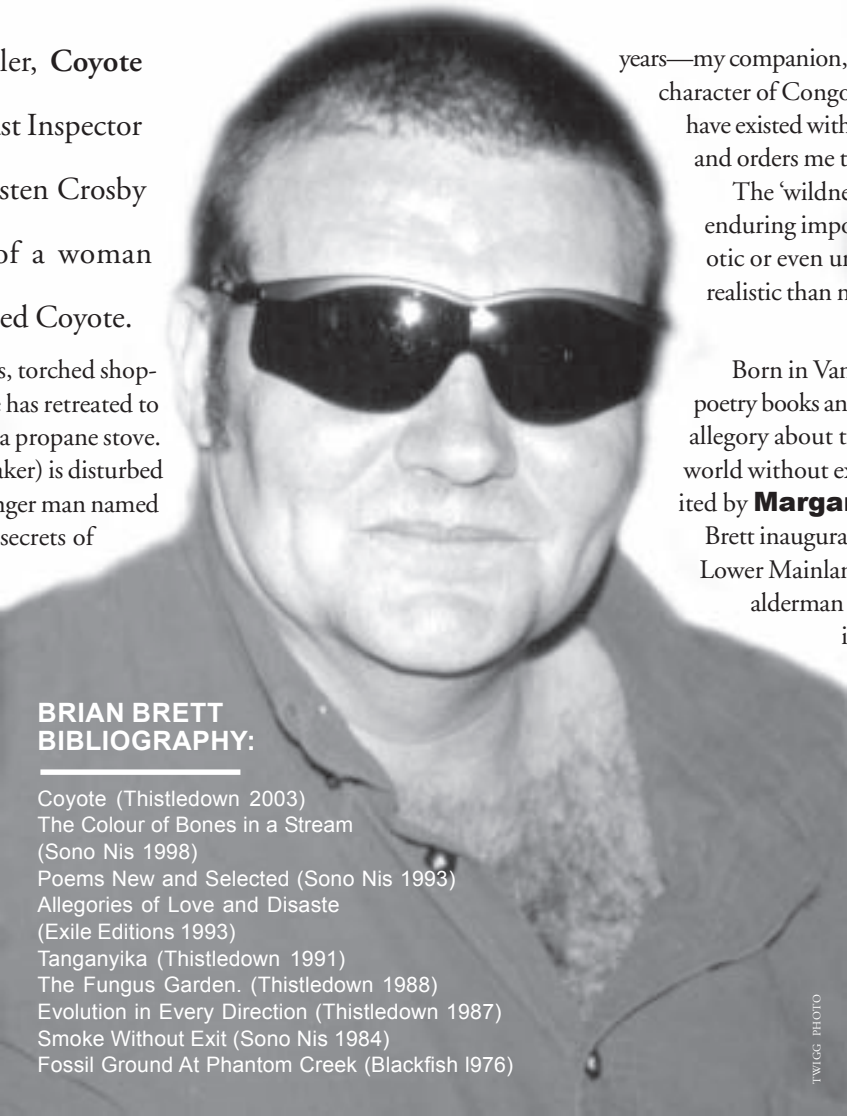 ler, Coyote
st Inspector
sten Crosby
of a woman
ed Coyote.
s, torched shop-
e has retreated to
a propane stove.
aker) is disturbed
nger man named
secrets of
years—my companion,
character of Congo
have existed with
and orders me t
The ‘wildne
enduring impo
otic or even un
realistic than n
Born in Van
poetry books an
allegory about t
world without ex
ited by Margar
Brett inaugura
Lower Mainlan
alderman
i
BRIAN BRETT
BIBLIOGRAPHY:
Coyote (Thistledown 2003)
The Colour of Bones in a Stream
(Sono Nis 1998)
Poems New and Selected (Sono Nis 1993)
Allegories of Love and Disaste
(Exile Editions 1993)
Tanganyika (Thistledown 1991)
The Fungus Garden. (Thistledown 1988)
Evolution in Every Direction (Thistledown 1987)
Smoke Without Exit (Sono Nis 1984)
Fossil Ground At Phantom Creek (Blackfish I976)
TWIGG PHOTO